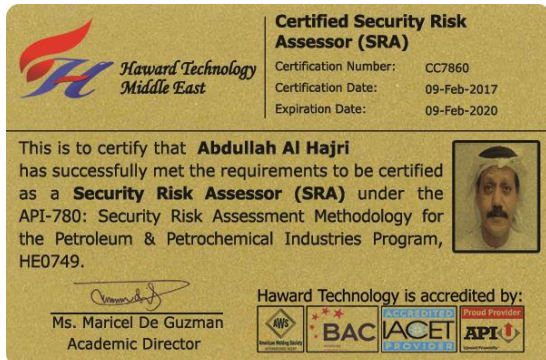 Haward Technology
Middle East
Certified Security Risk
Assessor (SRA)
Certification Number: CC7860
Certification Date: 09-Feb-2017
Expiration Date: 09-Feb-2020
This is to certify that Abdullah Al Hajri
has successfully met the requirements to be certified
as a Security Risk Assessor (SRA) under the
API-780: Security Risk Assessment Methodology for
the Petroleum & Petrochemical Industries Program,
HE0749.
Ms. Maricel De Guzman
Academic Director
Haward Technology is accredited by:
AWS
American Welding Society
BAC
ACCREDITED
IACET
PROVIDER
Proud Provider
API